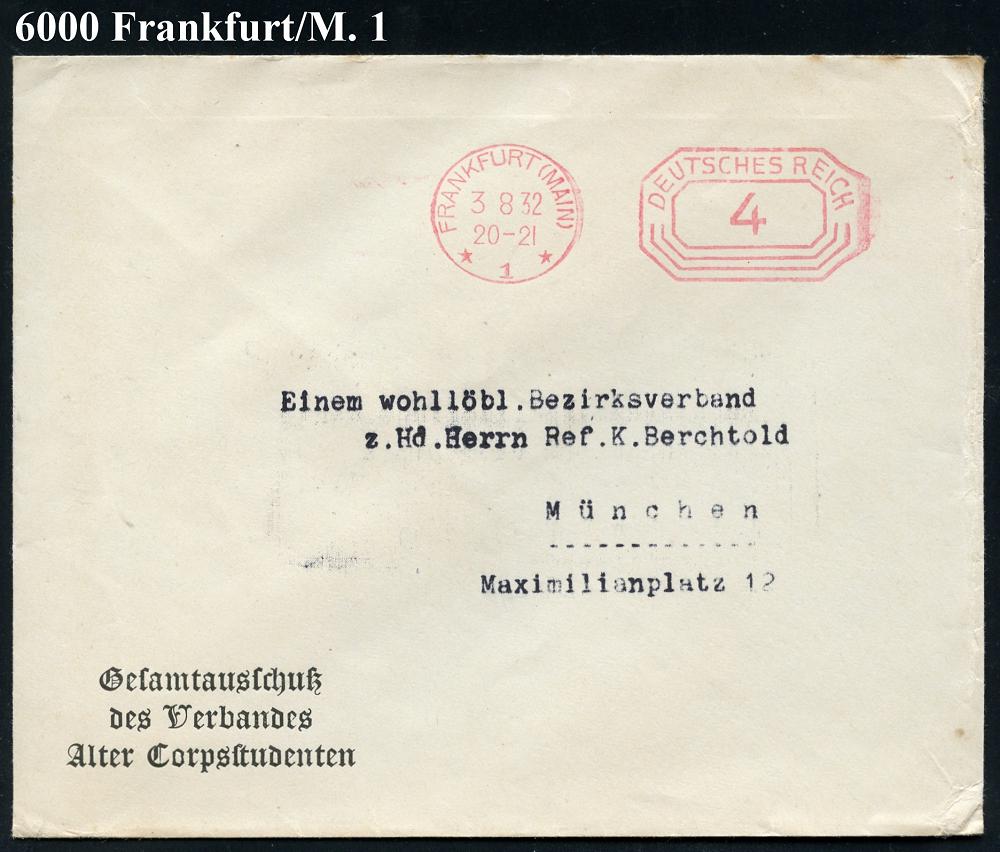 6000 Frankfurt/M. 1
FRANKFURT (MAIN)
3 8 32
20-21
1
DEUTSCHES REICH
4
Einem wohllöbl.Bezirksverband
z.Hd.Herrn Ref.K.Berchtold
München
Maximilianplatz 12
Geſamtausſchuß
des Verbandes
Alter Corpsſtudenten